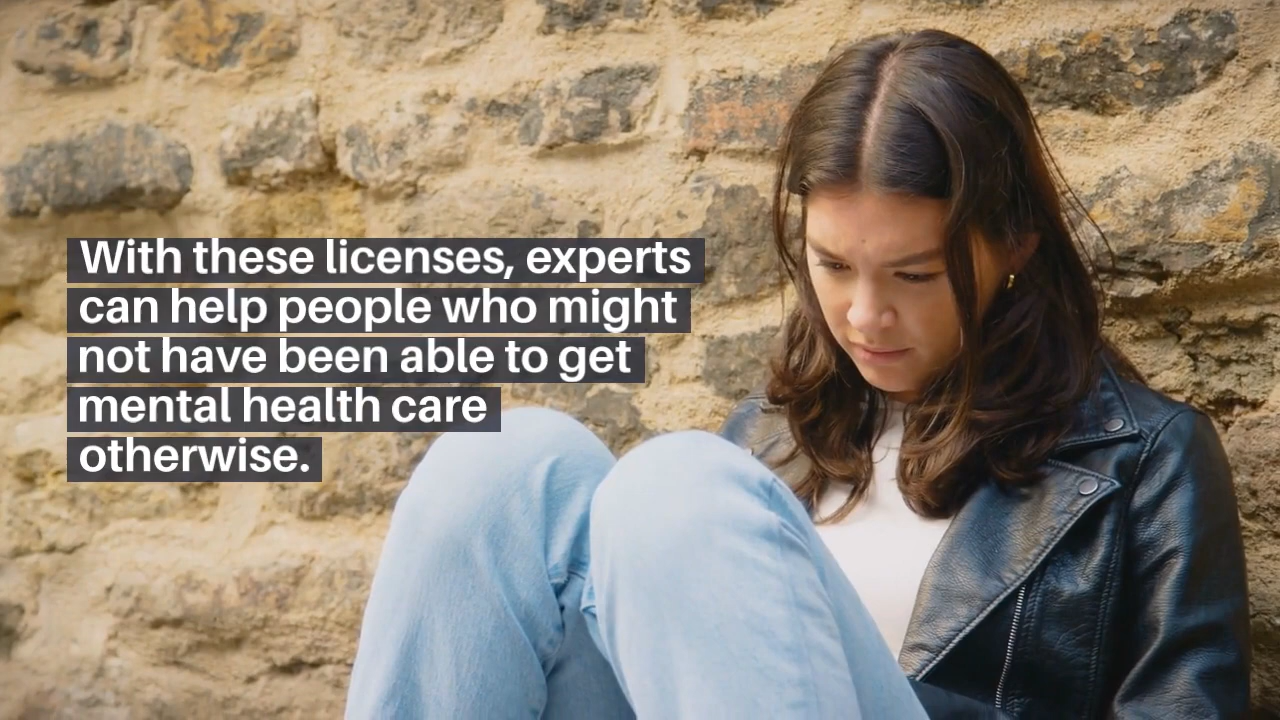 With these licenses, experts
can help people who might
not have been able to get
mental health care
otherwise.